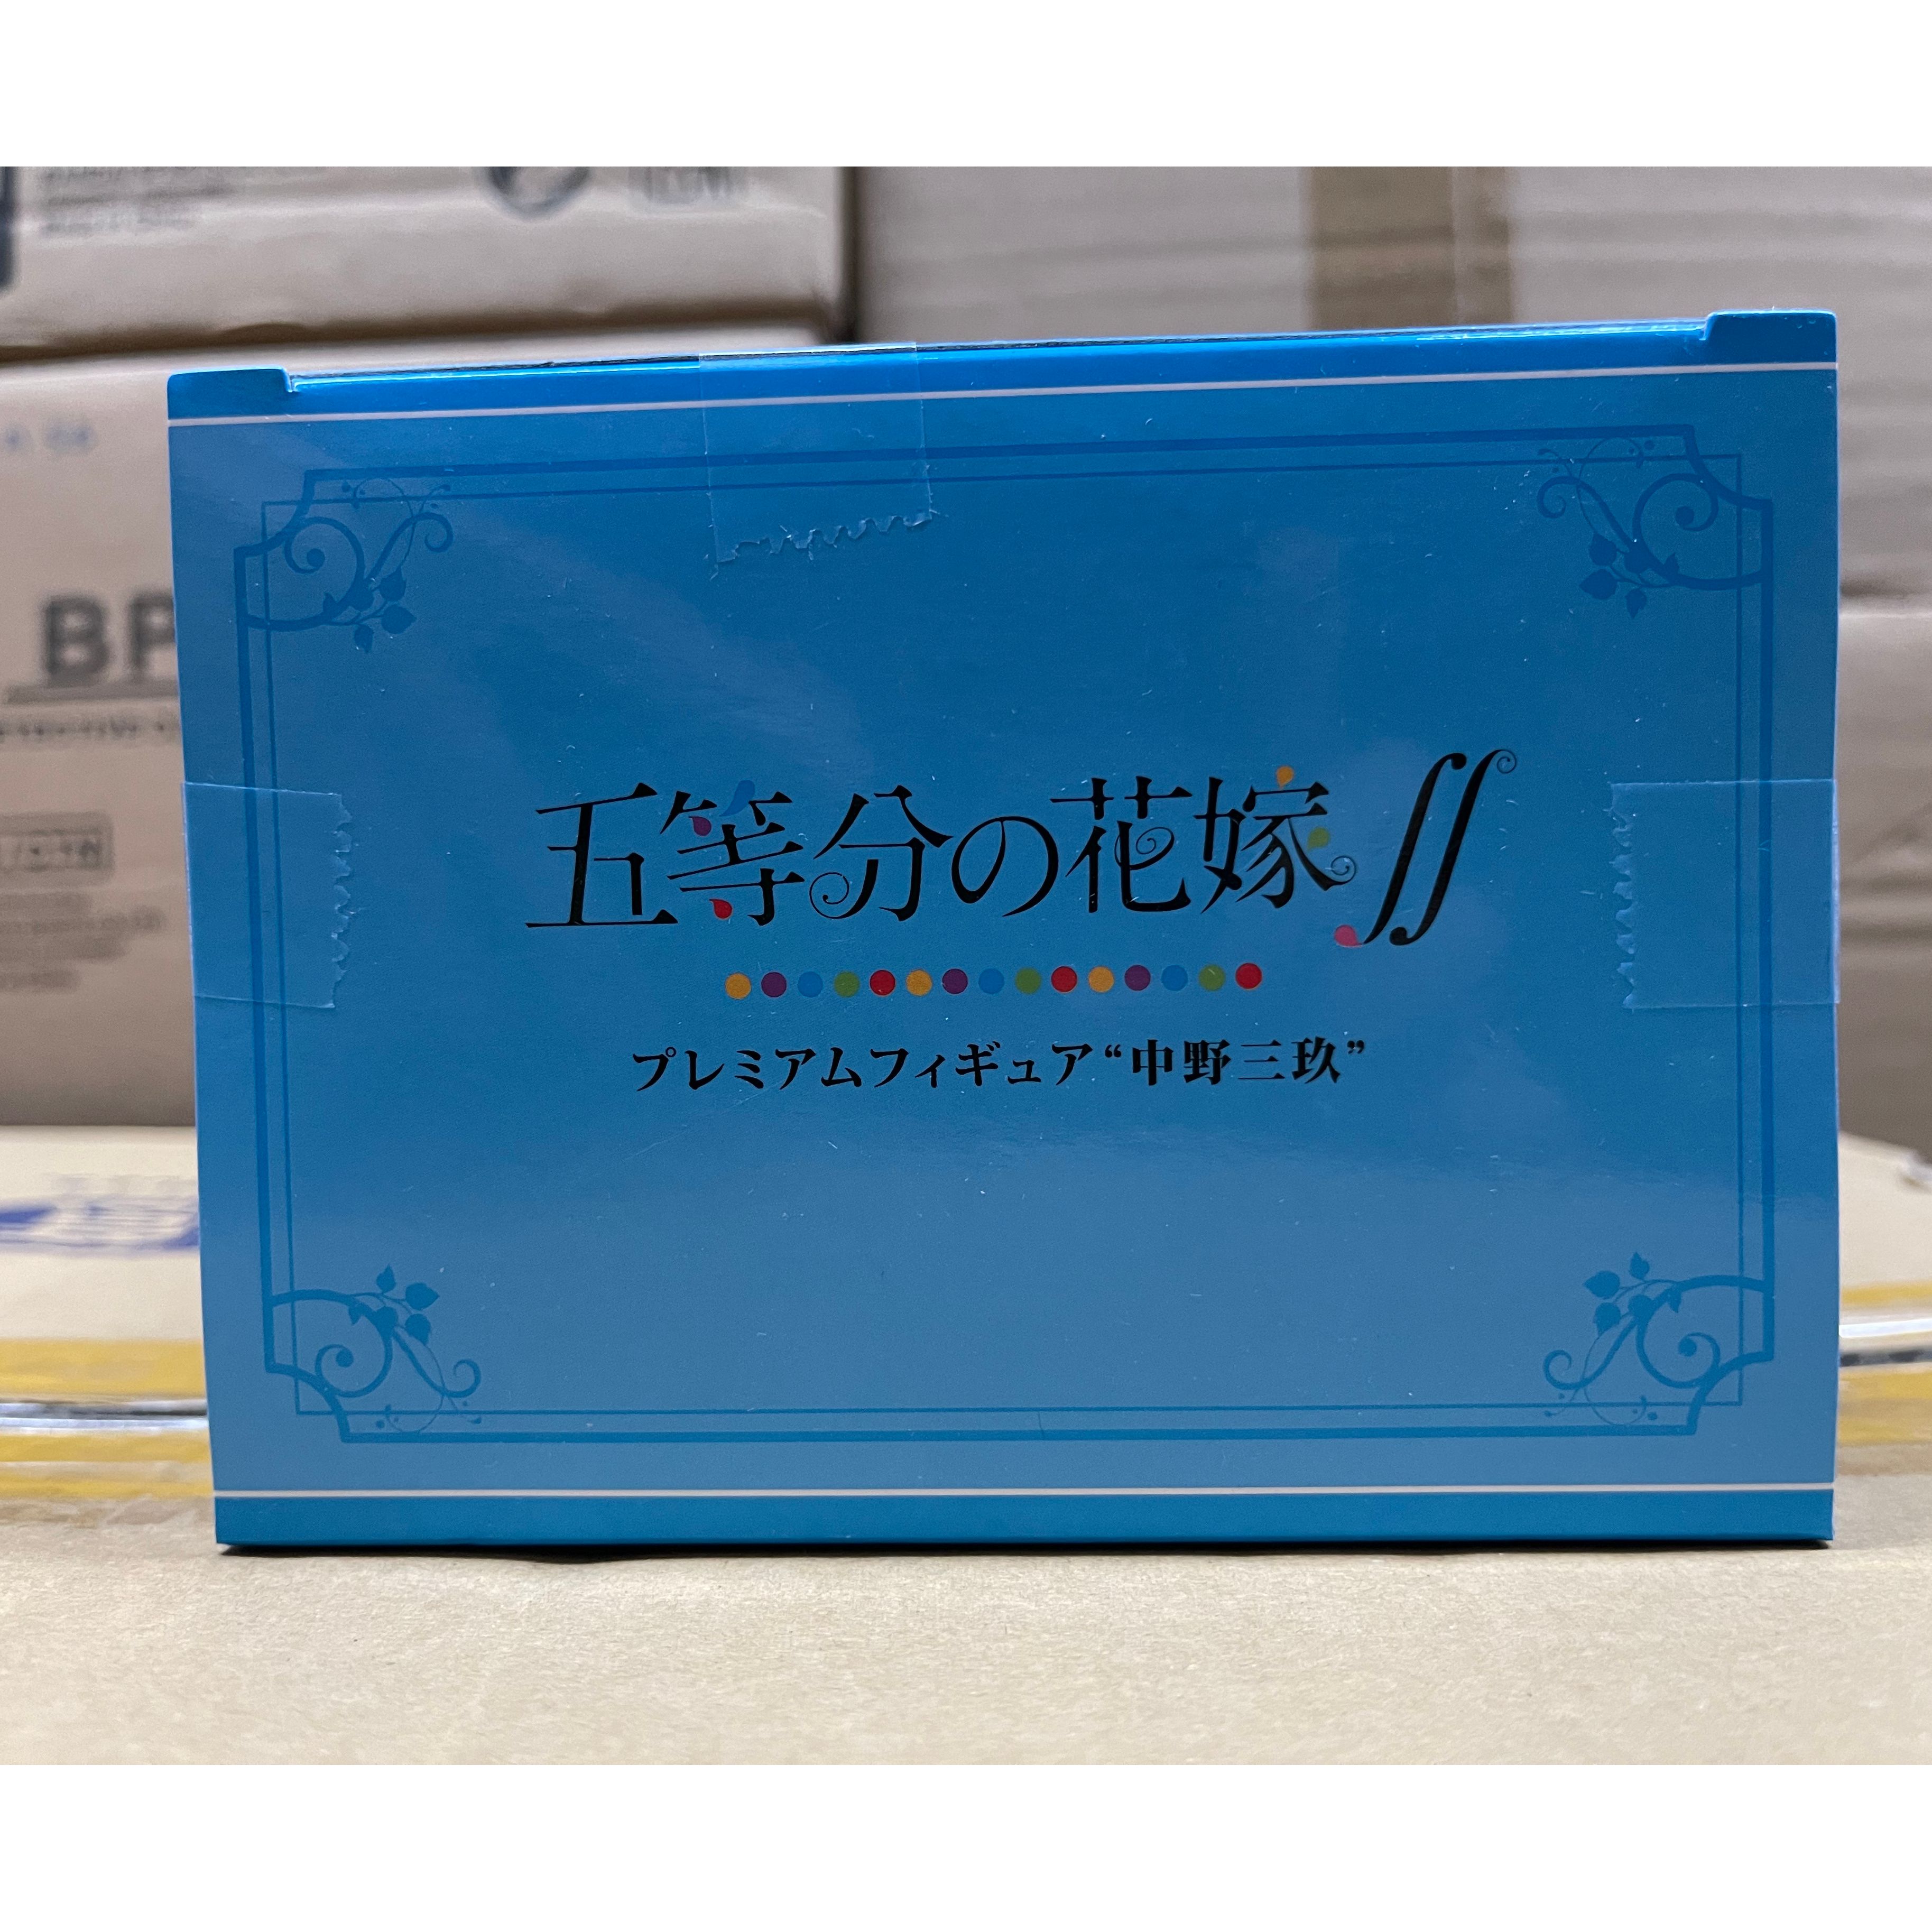 五等分の花嫁∬
プレミアムフィギュア“中野三玖”
BP